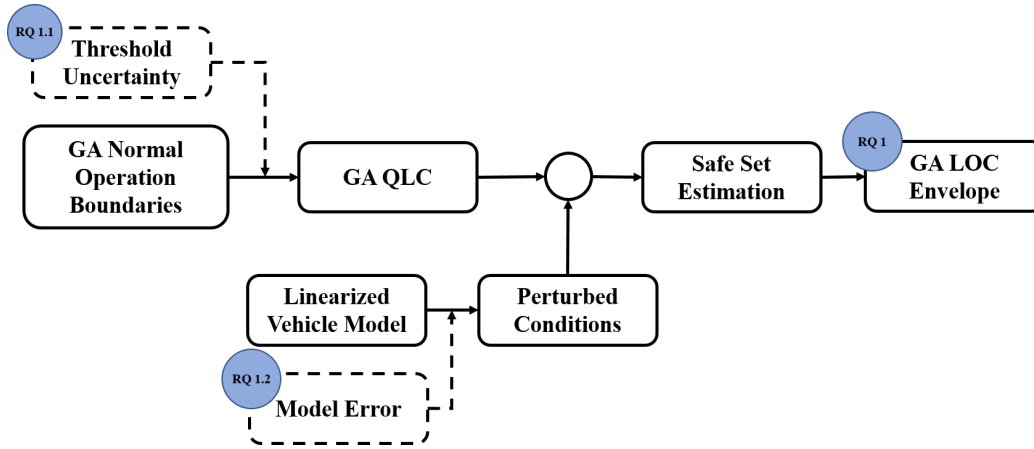 RQ 1.1
Threshold
Uncertainty
GA Normal
Operation
Boundaries
GA QLC
Safe Set
Estimation
RQ 1
GA LOC
Envelope
Linearized
Vehicle Model
Perturbed
Conditions
RQ 1.2
Model Error